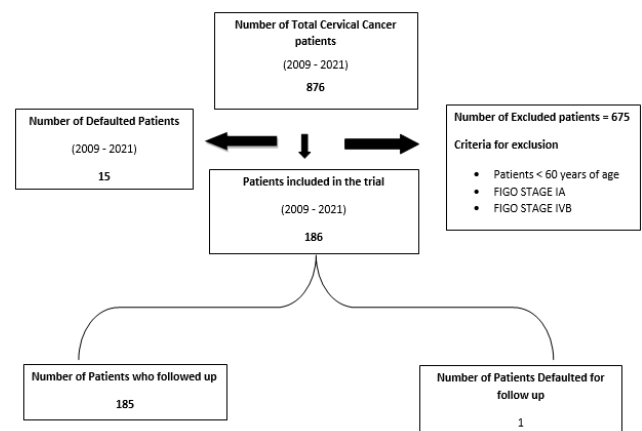 Number of Total Cervical Cancer
patients
(2009 - 2021)
876
Number of Defaulted Patients
(2009 - 2021)
15
Number of Excluded patients = 675
Criteria for exclusion
• Patients < 60 years of age
• FIGO STAGE IA
• FIGO STAGE IVB
Patients included in the trial
(2009 - 2021)
186
Number of Patients who followed up
185
Number of Patients Defaulted for
follow up
1